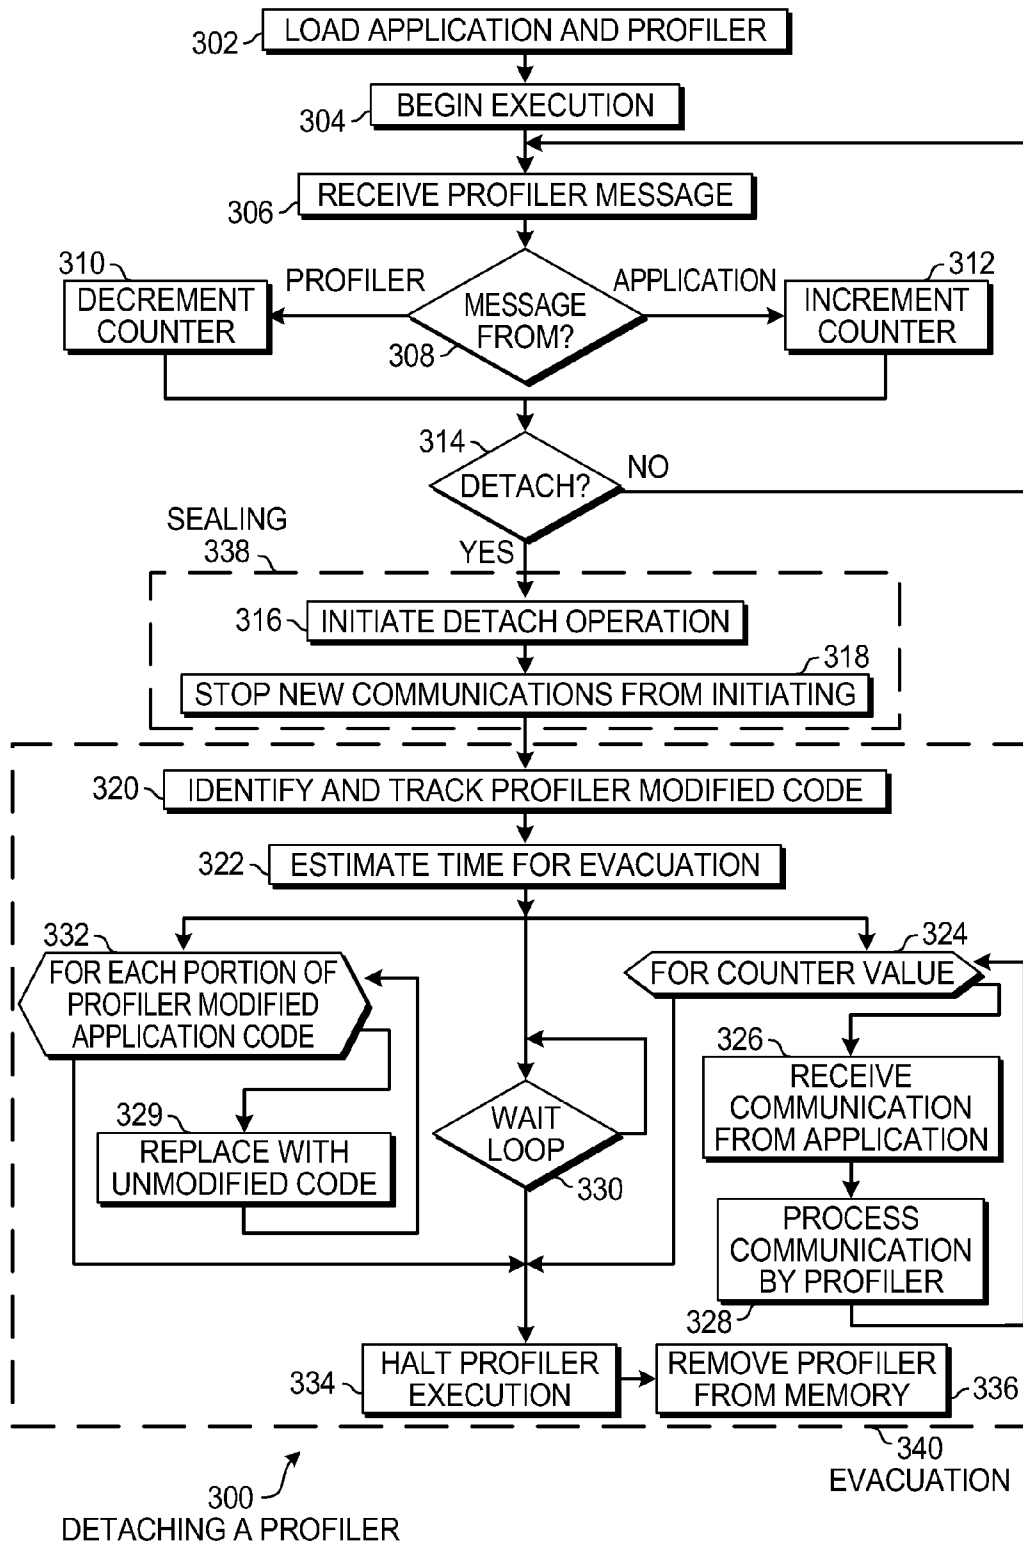 302
LOAD APPLICATION AND PROFILER
304
BEGIN EXECUTION
306
RECEIVE PROFILER MESSAGE
310
DECREMENT
COUNTER
PROFILER
MESSAGE
FROM?
308
APPLICATION
312
INCREMENT
COUNTER
314
DETACH?
NO
YES
SEALING
338
316
INITIATE DETACH OPERATION
318
STOP NEW COMMUNICATIONS FROM INITIATING
320
IDENTIFY AND TRACK PROFILER MODIFIED CODE
322
ESTIMATE TIME FOR EVACUATION
332
FOR EACH PORTION OF
PROFILER MODIFIED
APPLICATION CODE
329
REPLACE WITH
UNMODIFIED CODE
WAIT
LOOP
330
324
FOR COUNTER VALUE
326
RECEIVE
COMMUNICATION
FROM APPLICATION
PROCESS
COMMUNICATION
BY PROFILER
328
334
HALT PROFILER
EXECUTION
REMOVE PROFILER
FROM MEMORY
336
340
EVACUATION
300
DETACHING A PROFILER